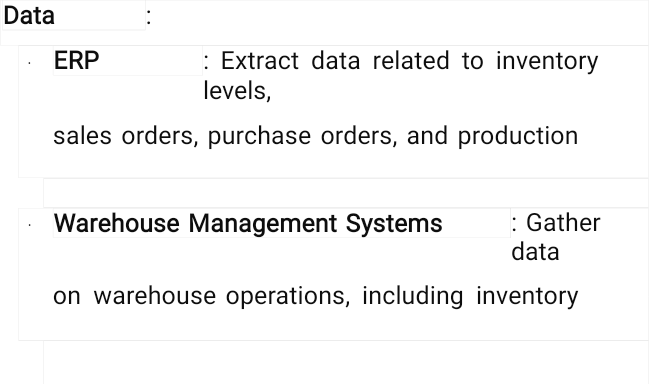 Data :
· ERP : Extract data related to inventory
levels,
sales orders, purchase orders, and production
· Warehouse Management Systems : Gather
data
on warehouse operations, including inventory